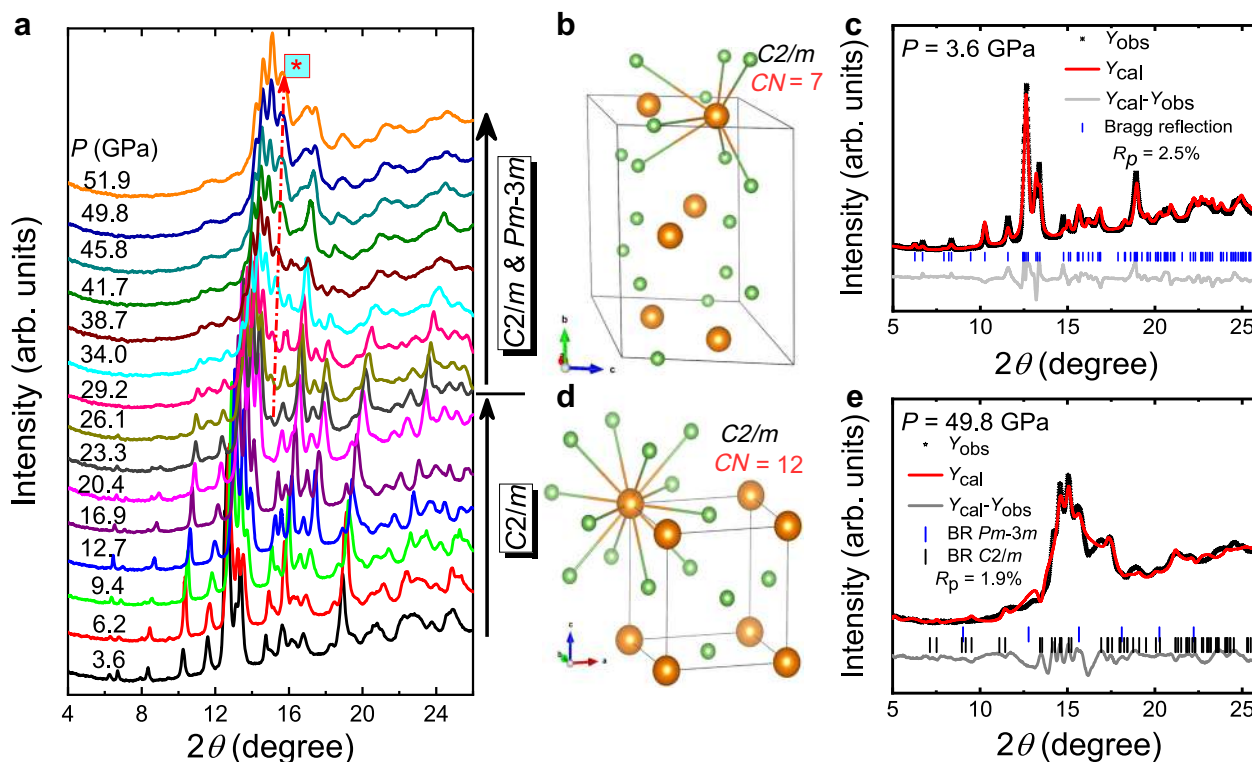 a
P (GPa)
51.9
49.8
45.8
41.7
38.7
34.0
29.2
26.1
23.3
20.4
16.9
12.7
9.4
6.2
3.6
*
C2/m & Pm-3m
C2/m
Intensity (arb. units)
4 8 12 16 20 24
2θ (degree)
b
C2/m
CN = 7
b
c
d
C2/m
CN = 12
c
b
a
c
P = 3.6 GPa
Yobs
Ycal
Ycal-Yobs
Bragg reflection
Rp = 2.5%
Intensity (arb. units)
5 10 15 20 25
2θ (degree)
e
P = 49.8 GPa
Yobs
Ycal
Ycal-Yobs
BR Pm-3m
BR C2/m
Rp = 1.9%
Intensity (arb. units)
5 10 15 20 25
2θ (degree)